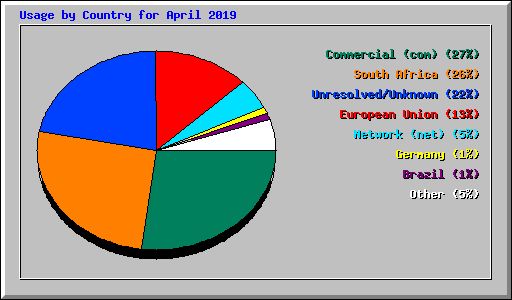 Usage by Country for April 2019
Commercial (com) (27%)
South Africa (26%)
Unresolved/Unknown (22%)
European Union (13%)
Network (net) (5%)
Germany (1%)
Brazil (1%)
Other (5%)